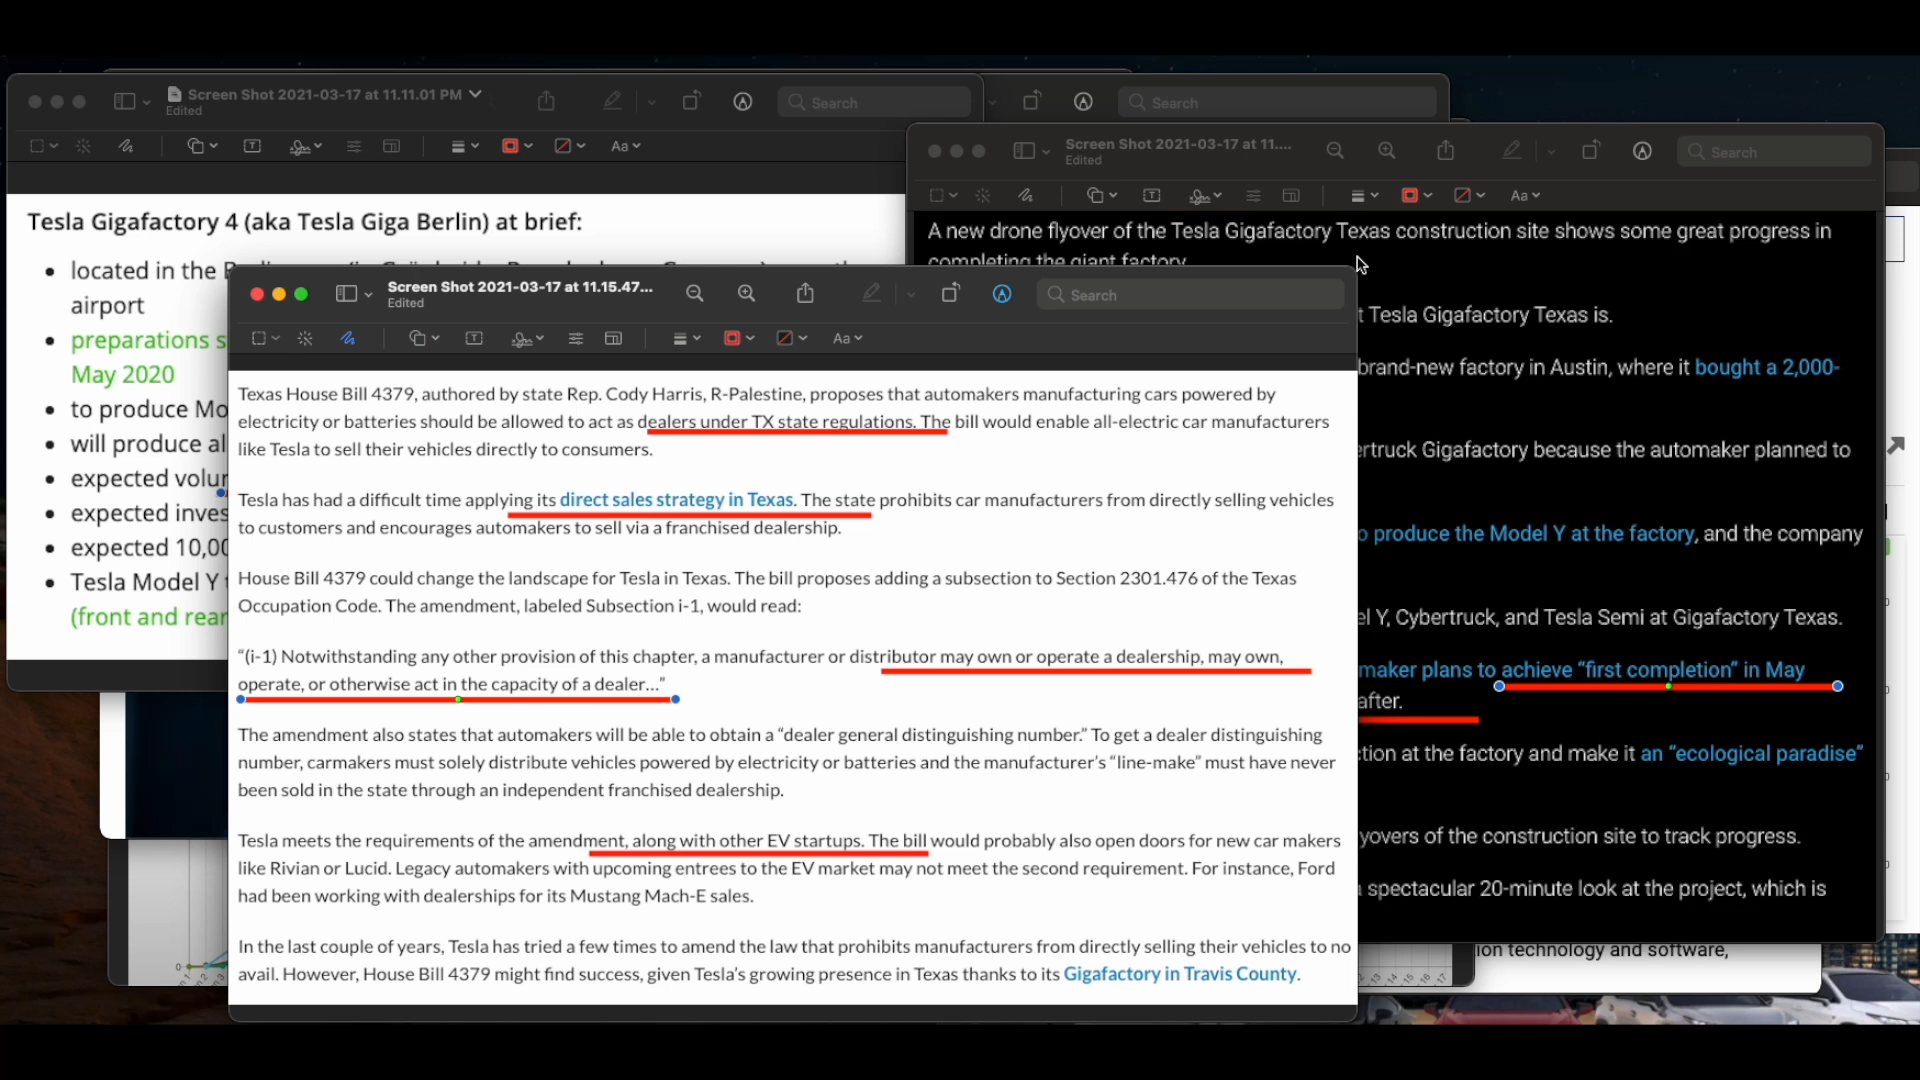 Screen Shot 2021-03-17 at 11.11.01 PM
Edited
Search
Search
Aa
Tesla Gigafactory 4 (aka Tesla Giga Berlin) at brief:
located in the
airport
preparations s
May 2020
to produce Mo
will produce al
expected volu
expected inves
expected 10,00
Tesla Model Y
(front and rear
Screen Shot 2021-03-17 at 11....
Edited
Search
Aa
A new drone flyover of the Tesla Gigafactory Texas construction site shows some great progress in
completing the giant factory.
t Tesla Gigafactory Texas is.
brand-new factory in Austin, where it bought a 2,000-
ertruck Gigafactory because the automaker planned to
o produce the Model Y at the factory, and the company
el Y, Cybertruck, and Tesla Semi at Gigafactory Texas.
maker plans to achieve “first completion” in May
after.
ction at the factory and make it an “ecological paradise”
yovers of the construction site to track progress.
a spectacular 20-minute look at the project, which is
ion technology and software,
Screen Shot 2021-03-17 at 11.15.47...
Edited
Search
Aa
Texas House Bill 4379, authored by state Rep. Cody Harris, R-Palestine, proposes that automakers manufacturing cars powered by
electricity or batteries should be allowed to act as dealers under TX state regulations. The bill would enable all-electric car manufacturers
like Tesla to sell their vehicles directly to consumers.
Tesla has had a difficult time applying its direct sales strategy in Texas. The state prohibits car manufacturers from directly selling vehicles
to customers and encourages automakers to sell via a franchised dealership.
House Bill 4379 could change the landscape for Tesla in Texas. The bill proposes adding a subsection to Section 2301.476 of the Texas
Occupation Code. The amendment, labeled Subsection i-1, would read:
“(i-1) Notwithstanding any other provision of this chapter, a manufacturer or distributor may own or operate a dealership, may own,
operate, or otherwise act in the capacity of a dealer…”
The amendment also states that automakers will be able to obtain a “dealer general distinguishing number.” To get a dealer distinguishing
number, carmakers must solely distribute vehicles powered by electricity or batteries and the manufacturer’s “line-make” must have never
been sold in the state through an independent franchised dealership.
Tesla meets the requirements of the amendment, along with other EV startups. The bill would probably also open doors for new car makers
like Rivian or Lucid. Legacy automakers with upcoming entrees to the EV market may not meet the second requirement. For instance, Ford
had been working with dealerships for its Mustang Mach-E sales.
In the last couple of years, Tesla has tried a few times to amend the law that prohibits manufacturers from directly selling their vehicles to no
avail. However, House Bill 4379 might find success, given Tesla’s growing presence in Texas thanks to its Gigafactory in Travis County.